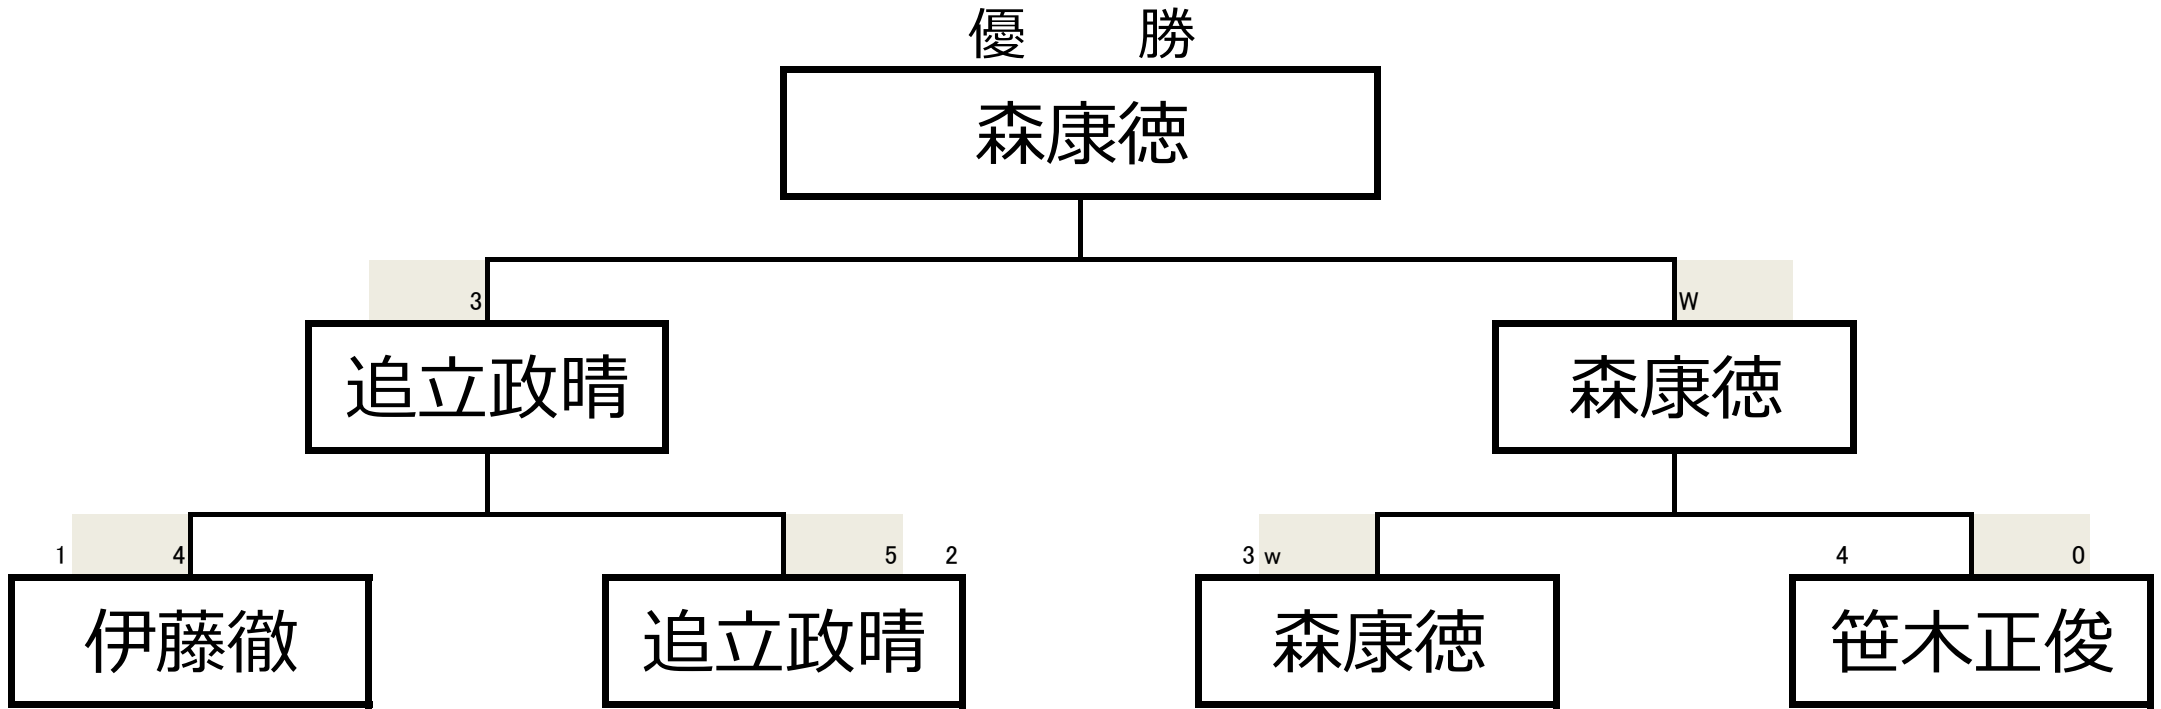 優 勝
森康徳
3 W
追立政晴 森康徳
1 4 5 2 3 w 4 0
伊藤徹 追立政晴 森康徳 笹木正俊